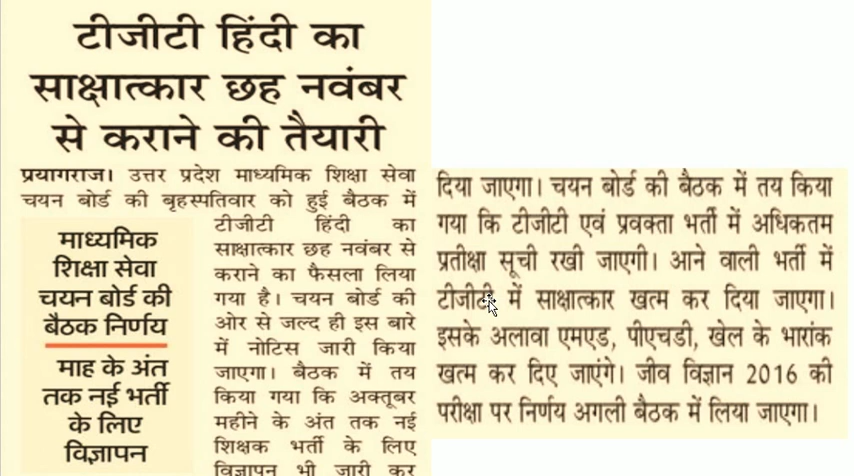 टीजीटी हिंदी का
साक्षात्कार छह नवंबर
से कराने की तैयारी
प्रयागराज। उत्तर प्रदेश माध्यमिक शिक्षा सेवा
चयन बोर्ड की बृहस्पतिवार को हुई बैठक में
टीजीटी हिंदी का
साक्षात्कार छह नवंबर से
कराने का फैसला लिया
गया है। चयन बोर्ड की
ओर से जल्द ही इस बारे
में नोटिस जारी किया
जाएगा। बैठक में तय
किया गया कि अक्तूबर
महीने के अंत तक नई
शिक्षक भर्ती के लिए
विज्ञापन भी जारी कर
माध्यमिक
शिक्षा सेवा
चयन बोर्ड की
बैठक निर्णय
माह के अंत
तक नई भर्ती
के लिए
विज्ञापन
दिया जाएगा। चयन बोर्ड की बैठक में तय किया
गया कि टीजीटी एवं प्रवक्ता भर्ती में अधिकतम
प्रतीक्षा सूची रखी जाएगी। आने वाली भर्ती में
टीजीटी में साक्षात्कार खत्म कर दिया जाएगा।
इसके अलावा एमएड, पीएचडी, खेल के भारांक
खत्म कर दिए जाएंगे। जीव विज्ञान 2016 की
परीक्षा पर निर्णय अगली बैठक में लिया जाएगा।